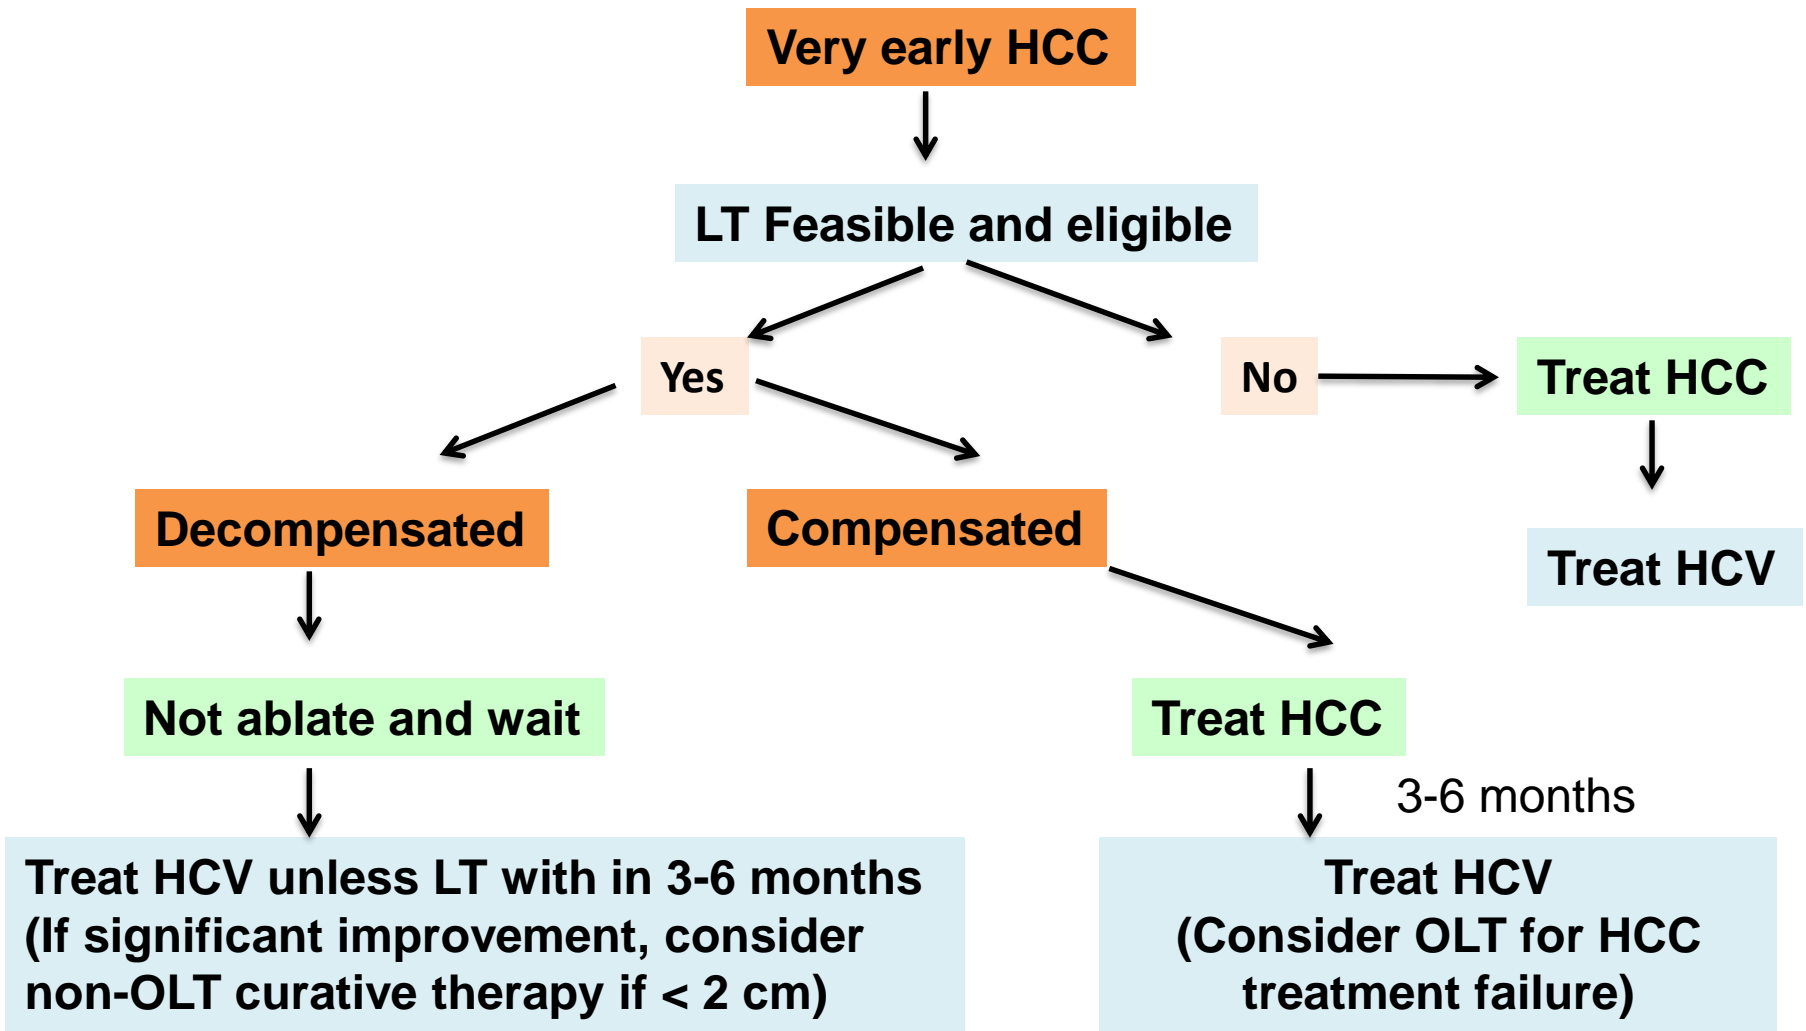 Very early HCC
LT Feasible and eligible
Yes
No
Treat HCC
Treat HCV
Decompensated
Compensated
Not ablate and wait
Treat HCC
3-6 months
Treat HCV unless LT with in 3-6 months
(If significant improvement, consider
non-OLT curative therapy if < 2 cm)
Treat HCV
(Consider OLT for HCC
treatment failure)